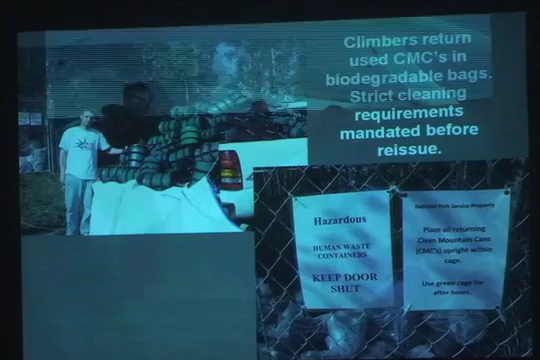 Climbers return
used CMC's in
biodegradable bags.
Strict cleaning
requirements
mandated before
reissue.
Hazardous
HUMAN WASTE
CONTAINERS
KEEP DOOR
SHUT
National Park Service Property
Place all returning
Clean Mountain Cans
(CMC's) upright within
cage.
Use green cage for
after hours.